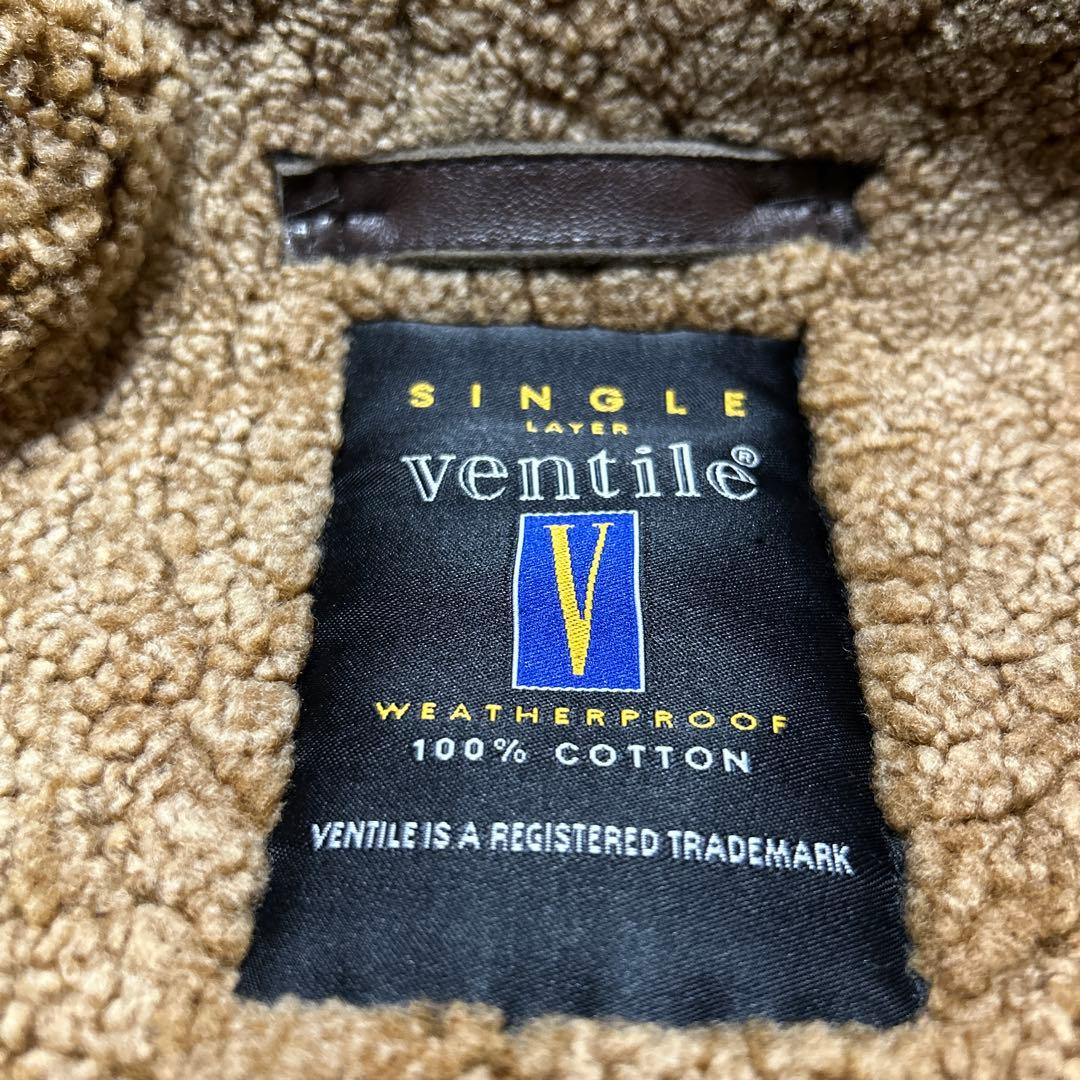 SINGLE
LAYER
ventile®
V
WEATHERPROOF
100% COTTON
VENTILE IS A REGISTERED TRADEMARK